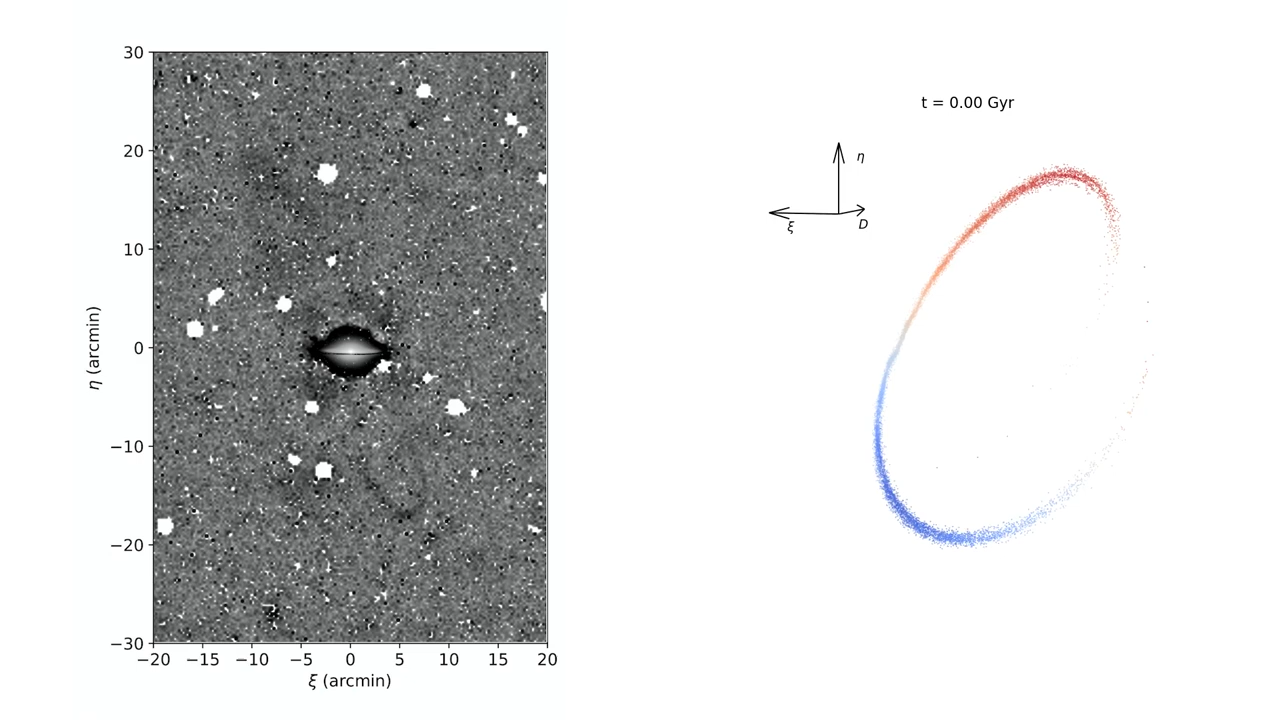 30
20
10
0
−10
−20
−30
η (arcmin)
−20 −15 −10 −5 0 5 10 15 20
ξ (arcmin)
t = 0.00 Gyr
η
ξ
D